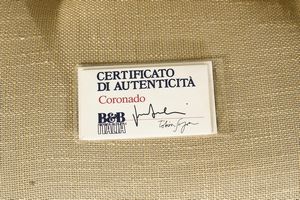 CERTIFICATO
DI AUTENTICITÀ
Coronado
B&B
ITALIA